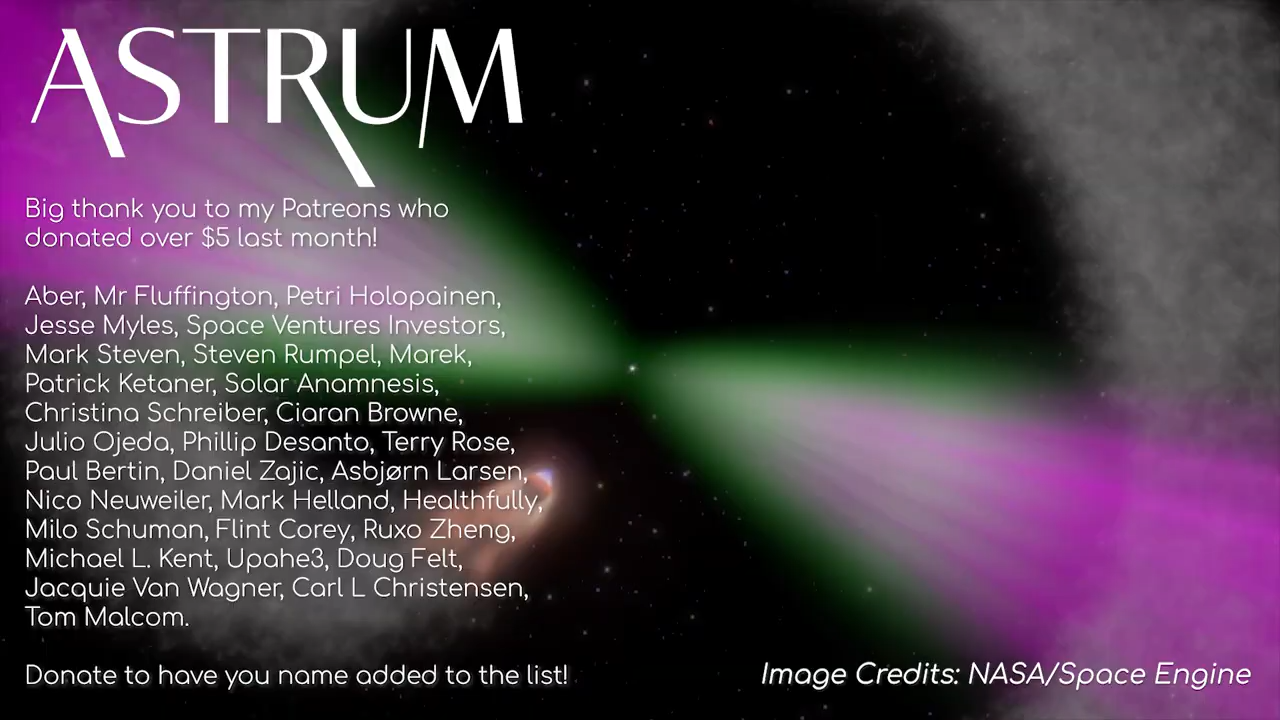 ASTRUM
Big thank you to my Patreons who
donated over $5 last month!
Aber, Mr Fluffington, Petri Holopainen,
Jesse Myles, Space Ventures Investors,
Mark Steven, Steven Rumpel, Marek,
Patrick Ketaner, Solar Anamnesis,
Christina Schreiber, Ciaran Browne,
Julio Ojeda, Phillip Desanto, Terry Rose,
Paul Bertin, Daniel Zajic, Asbjørn Larsen,
Nico Neuweiler, Mark Helland, Healthfully,
Milo Schuman, Flint Corey, Ruxo Zheng,
Michael L. Kent, Upahe3, Doug Felt,
Jacquie Van Wagner, Carl L Christensen,
Tom Malcom.
Donate to have you name added to the list!
Image Credits: NASA/Space Engine